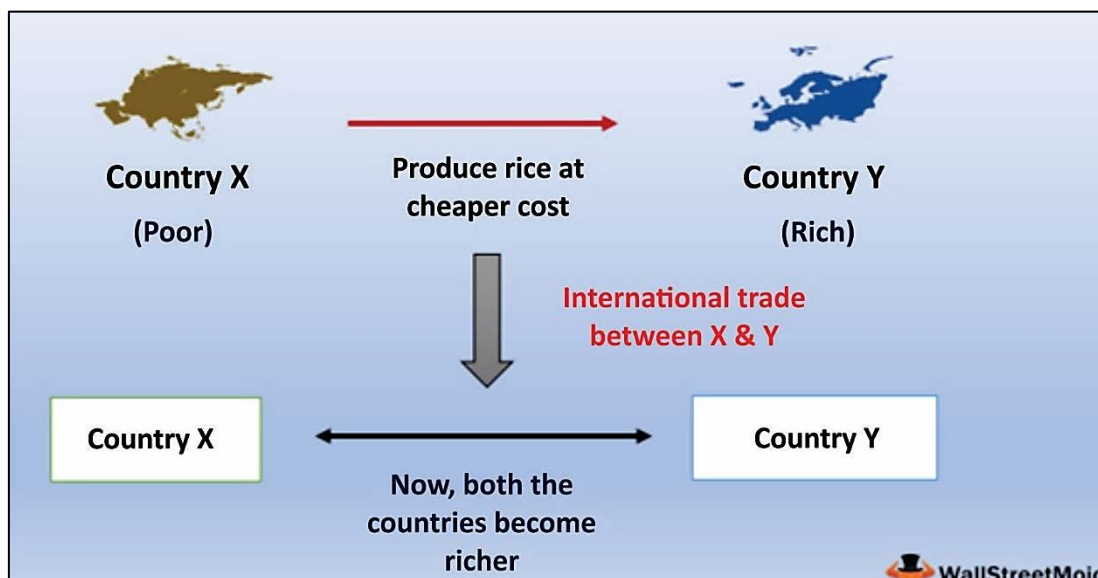 Country X
(Poor)
Produce rice at
cheaper cost
Country Y
(Rich)
International trade
between X & Y
Country X
Country Y
Now, both the
countries become
richer
WallStreetMojo